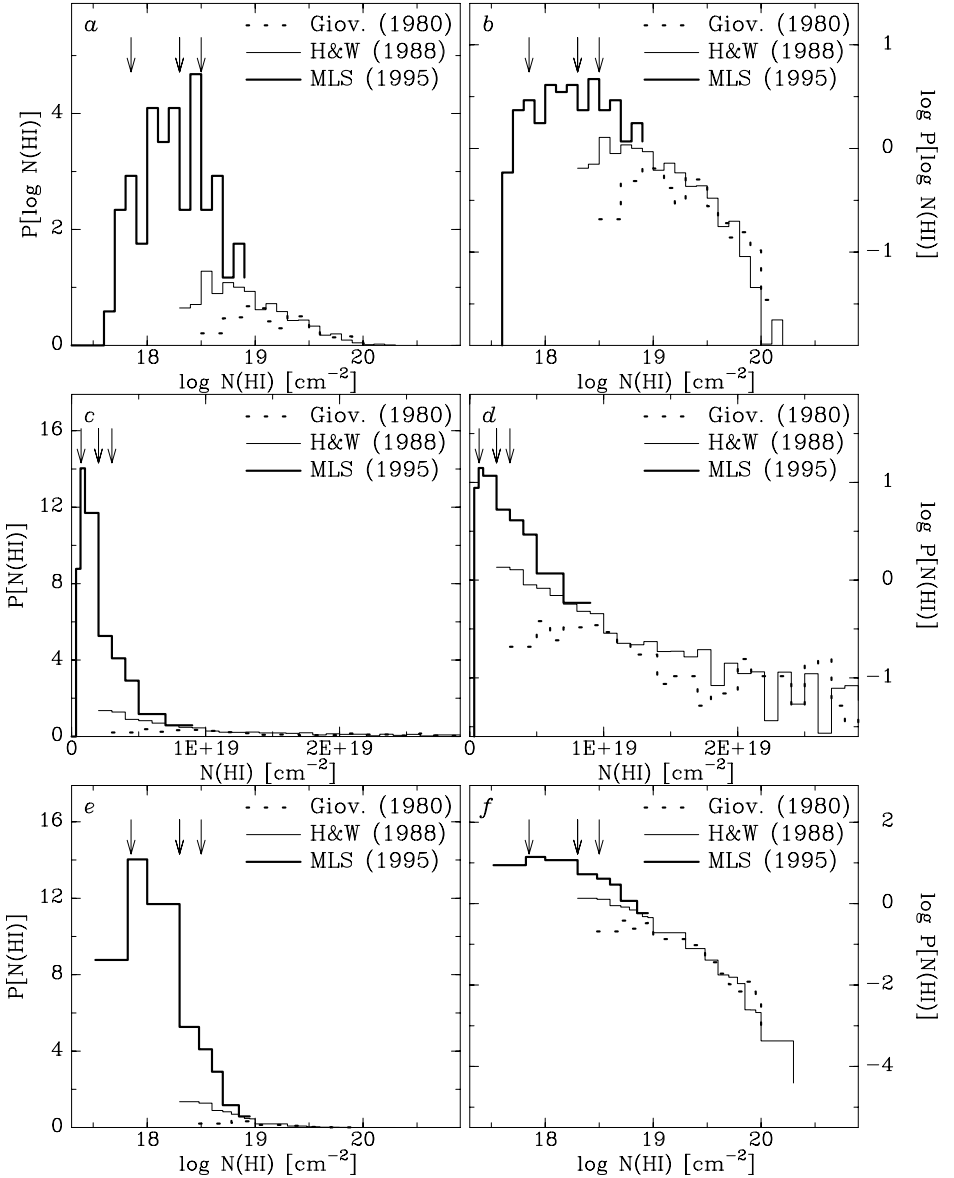 a
Giov. (1980)
H&W (1988)
MLS (1995)
4
2
0
P[log N(HI)]
18 19 20
log N(HI) [cm−2]
b
Giov. (1980)
H&W (1988)
MLS (1995)
1
0
−1
log P[log N(HI)]
18 19 20
log N(HI) [cm−2]
c
Giov. (1980)
H&W (1988)
MLS (1995)
16
12
8
4
0
P[N(HI)]
0 1E+19 2E+19
N(HI) [cm−2]
d
Giov. (1980)
H&W (1988)
MLS (1995)
1
0
−1
log P[N(HI)]
0 1E+19 2E+19
N(HI) [cm−2]
e
Giov. (1980)
H&W (1988)
MLS (1995)
16
12
8
4
0
P[N(HI)]
18 19 20
log N(HI) [cm−2]
f
Giov. (1980)
H&W (1988)
MLS (1995)
2
0
−2
−4
log P[N(HI)]
18 19 20
log N(HI) [cm−2]